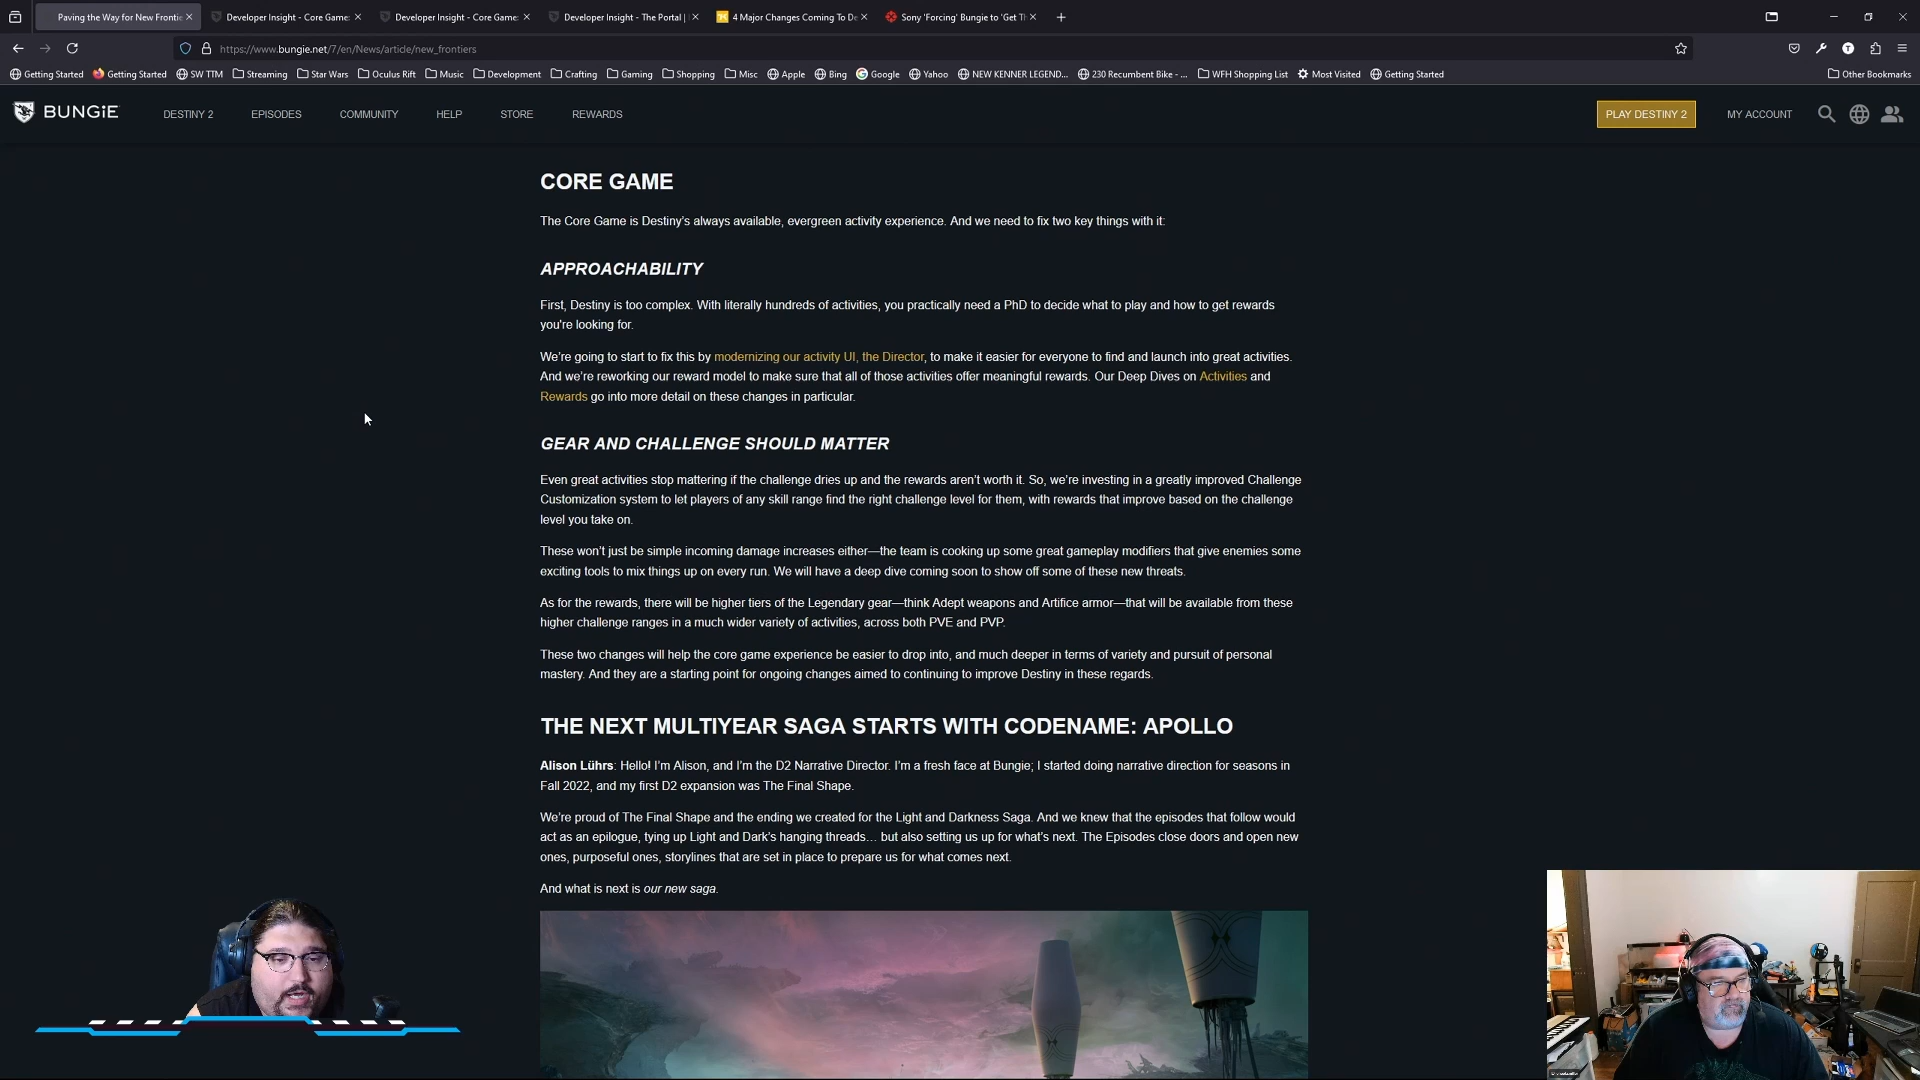 Paving the Way for New Frontie
Developer Insight - Core Game:
Developer Insight - Core Game:
Developer Insight - The Portal |
4 Major Changes Coming To De
Sony 'Forcing' Bungie to 'Get Th
https://www.bungie.net/7/en/News/article/new_frontiers
Getting Started
Getting Started
SW TTM
Streaming
Star Wars
Oculus Rift
Music
Development
Crafting
Gaming
Shopping
Misc
Apple
Bing
Google
Yahoo
NEW KENNER LEGEND...
230 Recumbent Bike - ...
WFH Shopping List
Most Visited
Getting Started
Other Bookmarks
BUNGiE
DESTINY 2
EPISODES
COMMUNITY
HELP
STORE
REWARDS
PLAY DESTINY 2
MY ACCOUNT
CORE GAME
The Core Game is Destiny's always available, evergreen activity experience. And we need to fix two key things with it:
APPROACHABILITY
First, Destiny is too complex. With literally hundreds of activities, you practically need a PhD to decide what to play and how to get rewards
you're looking for.
We're going to start to fix this by modernizing our activity UI, the Director, to make it easier for everyone to find and launch into great activities.
And we're reworking our reward model to make sure that all of those activities offer meaningful rewards. Our Deep Dives on Activities and
Rewards go into more detail on these changes in particular.
GEAR AND CHALLENGE SHOULD MATTER
Even great activities stop mattering if the challenge dries up and the rewards aren't worth it. So, we're investing in a greatly improved Challenge
Customization system to let players of any skill range find the right challenge level for them, with rewards that improve based on the challenge
level you take on.
These won't just be simple incoming damage increases either—the team is cooking up some great gameplay modifiers that give enemies some
exciting tools to mix things up on every run. We will have a deep dive coming soon to show off some of these new threats.
As for the rewards, there will be higher tiers of the Legendary gear—think Adept weapons and Artifice armor—that will be available from these
higher challenge ranges in a much wider variety of activities, across both PVE and PVP.
These two changes will help the core game experience be easier to drop into, and much deeper in terms of variety and pursuit of personal
mastery. And they are a starting point for ongoing changes aimed to continuing to improve Destiny in these regards.
THE NEXT MULTIYEAR SAGA STARTS WITH CODENAME: APOLLO
Alison Lührs: Hello! I'm Alison, and I'm the D2 Narrative Director. I'm a fresh face at Bungie; I started doing narrative direction for seasons in
Fall 2022, and my first D2 expansion was The Final Shape.
We're proud of The Final Shape and the ending we created for the Light and Darkness Saga. And we knew that the episodes that follow would
act as an epilogue, tying up Light and Dark's hanging threads… but also setting us up for what's next. The Episodes close doors and open new
ones, purposeful ones, storylines that are set in place to prepare us for what comes next.
And what is next is our new saga.